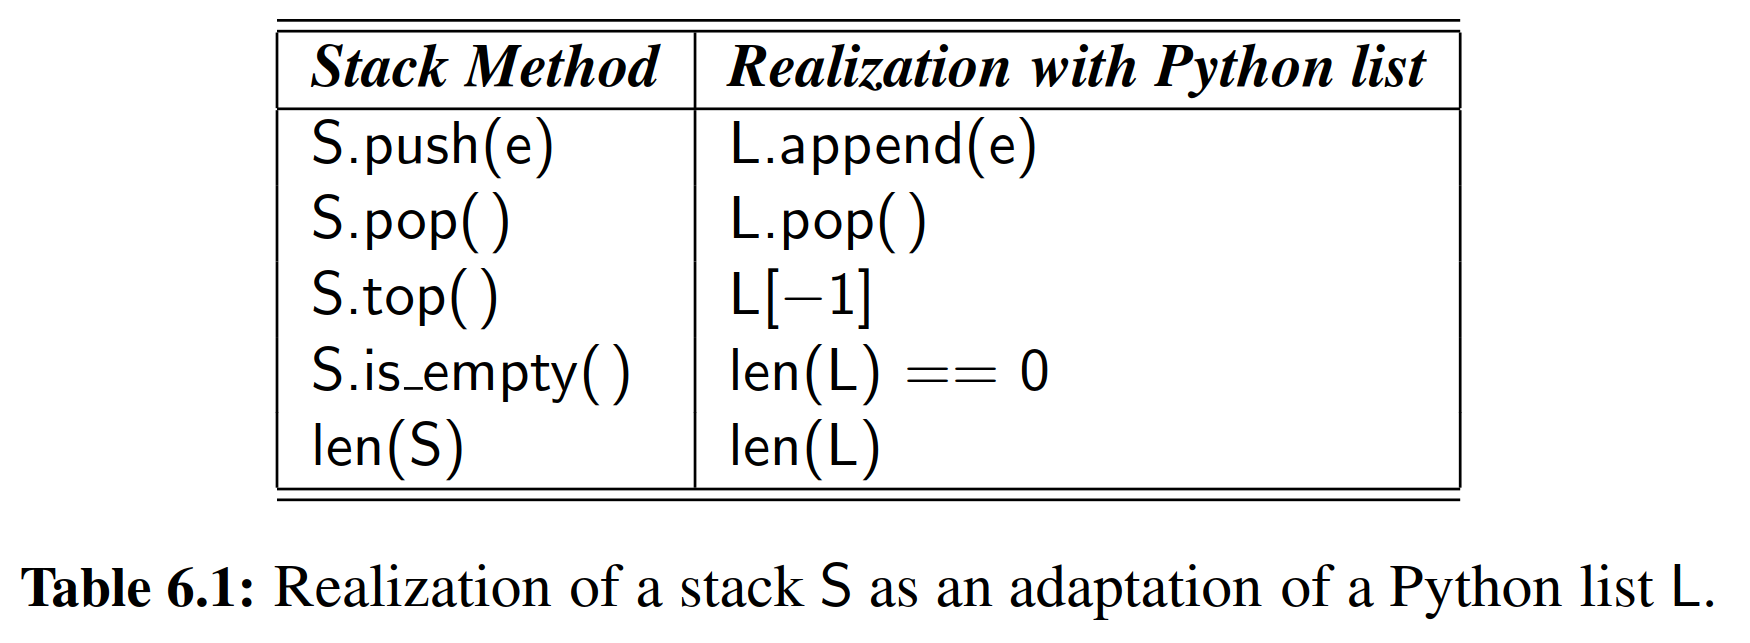 Stack Method Realization with Python list
S.push(e) L.append(e)
S.pop( ) L.pop( )
S.top( ) L[−1]
S.is_empty( ) len(L) == 0
len(S) len(L)
Table 6.1: Realization of a stack S as an adaptation of a Python list L.